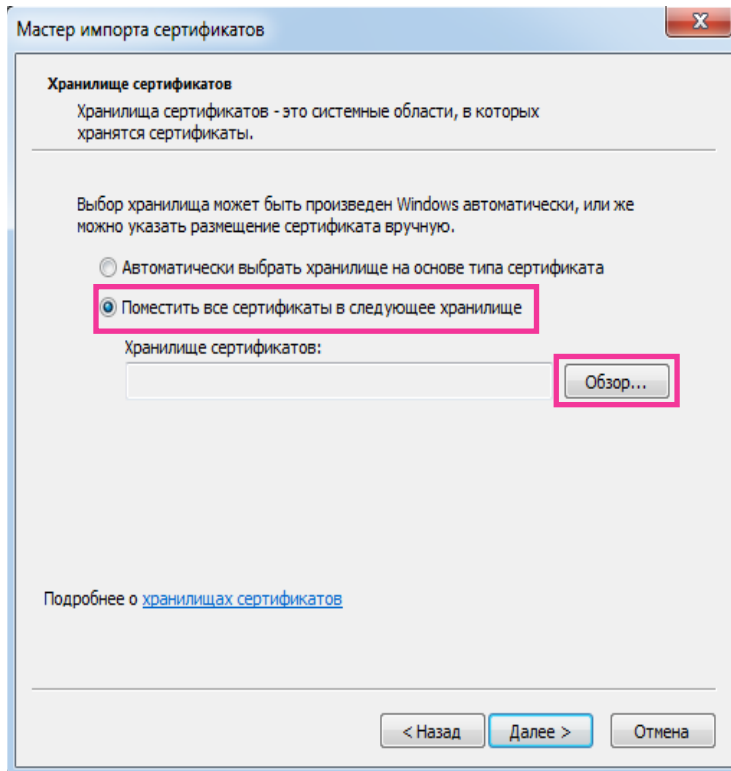 Мастер импорта сертификатов
Хранилище сертификатов
Хранилища сертификатов - это системные области, в которых
хранятся сертификаты.
Выбор хранилища может быть произведен Windows автоматически, или же
можно указать размещение сертификата вручную.
Автоматически выбрать хранилище на основе типа сертификата
Поместить все сертификаты в следующее хранилище
Хранилище сертификатов:
Обзор...
Подробнее о хранилищах сертификатов
< Назад Далее > Отмена